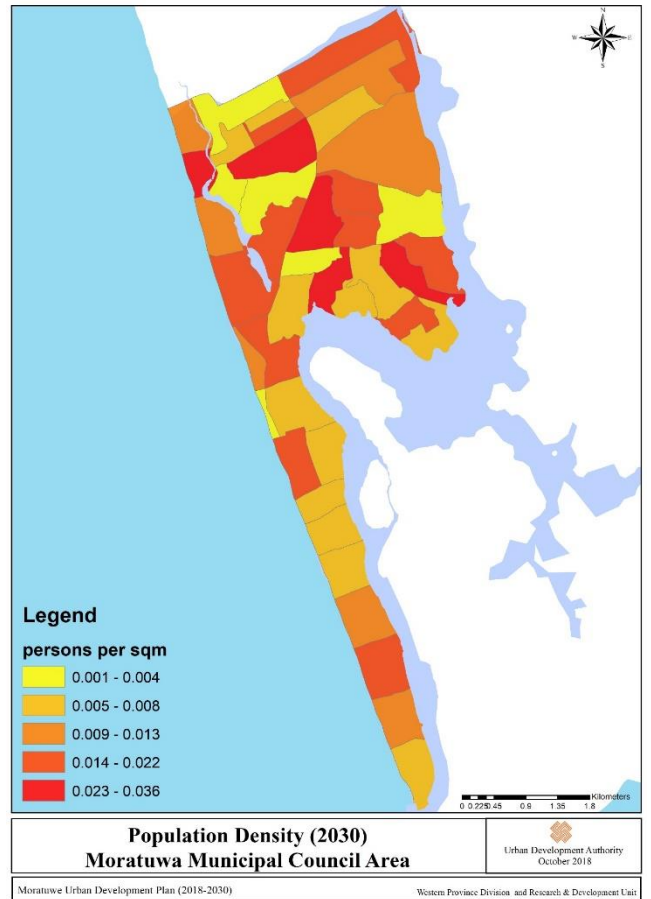 N
W E
S
Legend
persons per sqm
0.001 - 0.004
0.005 - 0.008
0.009 - 0.013
0.014 - 0.022
0.023 - 0.036
Kilometers
0 0.2250.45 0.9 1.35 1.8
Population Density (2030)
Moratuwa Municipal Council Area
Urban Development Authority
October 2018
Moratuwe Urban Development Plan (2018-2030)
Western Province Division and Research & Development Unit